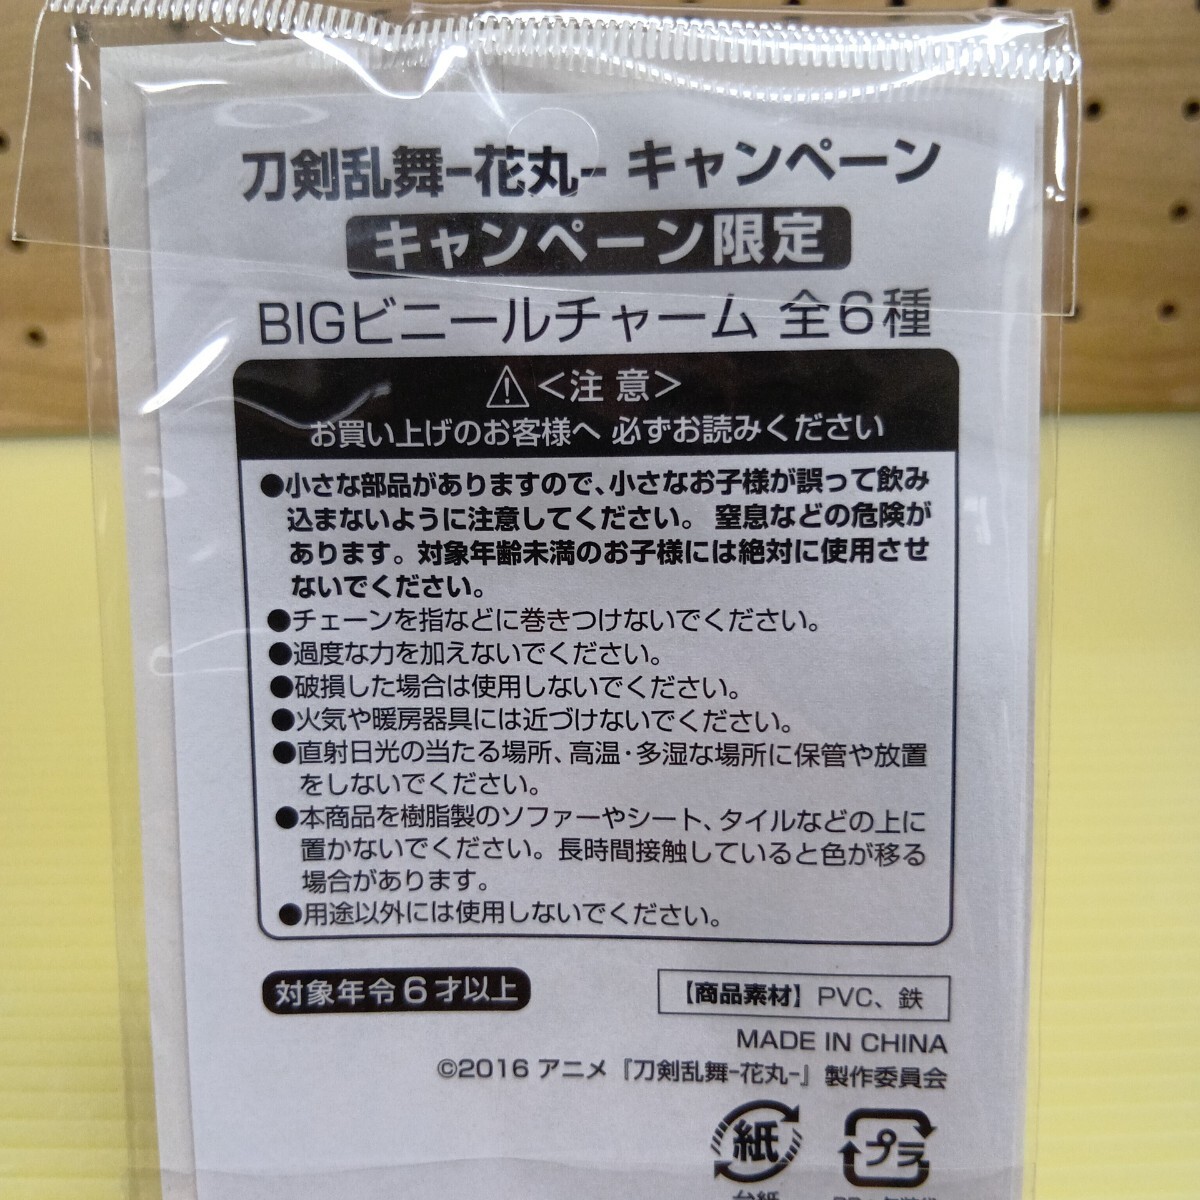 刀剣乱舞-花丸- キャンペーン
キャンペーン限定
BIGビニールチャーム 全6種
<注意>
お買い上げのお客様へ 必ずお読みください
●小さな部品がありますので、小さなお子様が誤って飲み
込まないように注意してください。窒息などの危険が
あります。対象年齢未満のお子様には絶対に使用させ
ないでください。
●チェーンを指などに巻きつけないでください。
●過度な力を加えないでください。
●破損した場合は使用しないでください。
●火気や暖房器具には近づけないでください。
●直射日光の当たる場所、高温・多湿な場所に保管や放置
をしないでください。
●本商品を樹脂製のソファーやシート、タイルなどの上に
置かないでください。長時間接触していると色が移る
場合があります。
●用途以外には使用しないでください。
対象年令6才以上
【商品素材】PVC、鉄
MADE IN CHINA
©2016 アニメ『刀剣乱舞-花丸-』製作委員会
紙 プラ
台紙